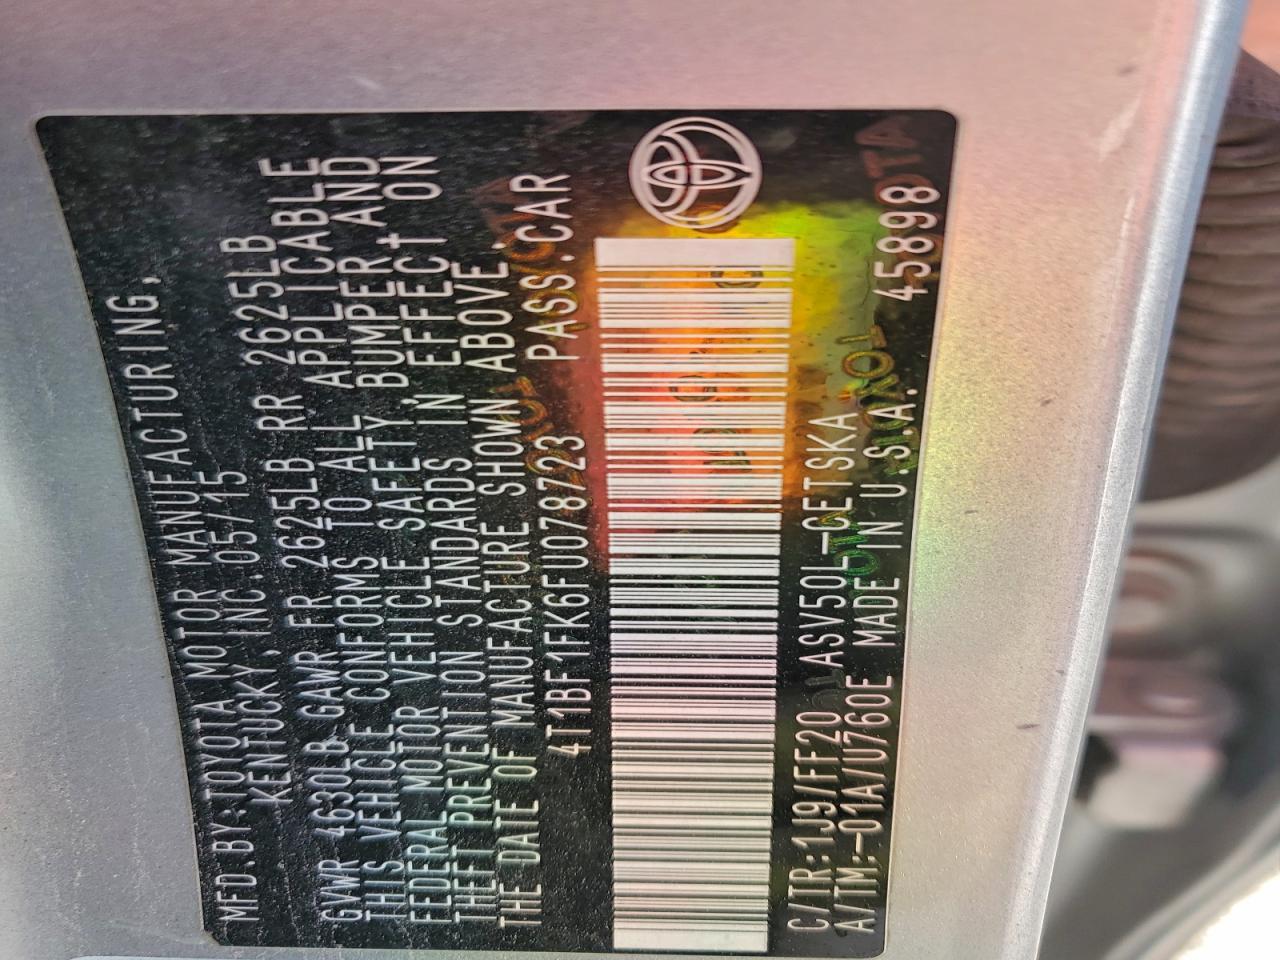 MFD.BY:TOYOTA MOTOR MANUFACTURING,
KENTUCKY,INC.05/15
GVWR 4630LB GAWR FR 2625LB RR 2625LB
THIS VEHICLE CONFORMS TO ALL APPLICABLE
FEDERAL MOTOR VEHICLE SAFETY BUMPER AND
THEFT PREVENTION STANDARDS IN EFFECT ON
THE DATE OF MANUFACTURE SHOWN ABOVE.
4T1BF1FK6FU078723 PASS.CAR
C/TR:1J9/FF20 ASV50L-CETSKA
A/TM:-01A/U760E MADE IN U.S.A. 45898